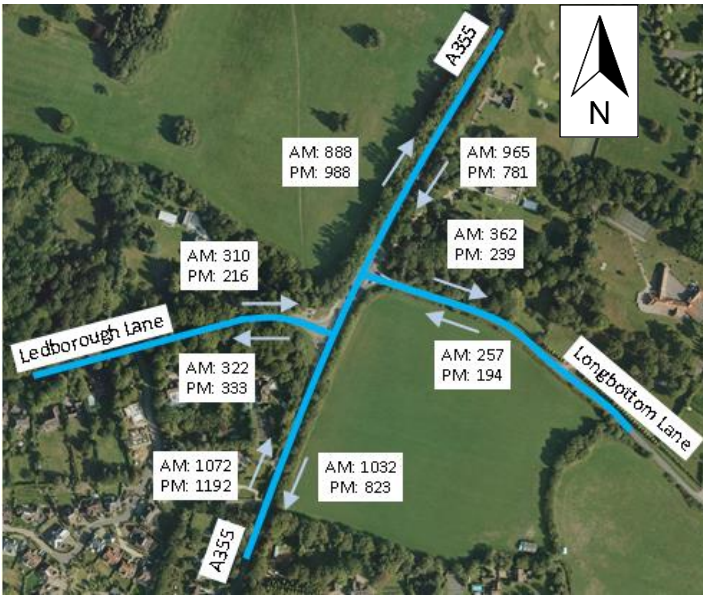 A355
N
AM: 888
PM: 988
AM: 965
PM: 781
AM: 362
PM: 239
AM: 310
PM: 216
Ledborough Lane
AM: 322
PM: 333
AM: 257
PM: 194
Longbottom Lane
AM: 1072
PM: 1192
AM: 1032
PM: 823
A355